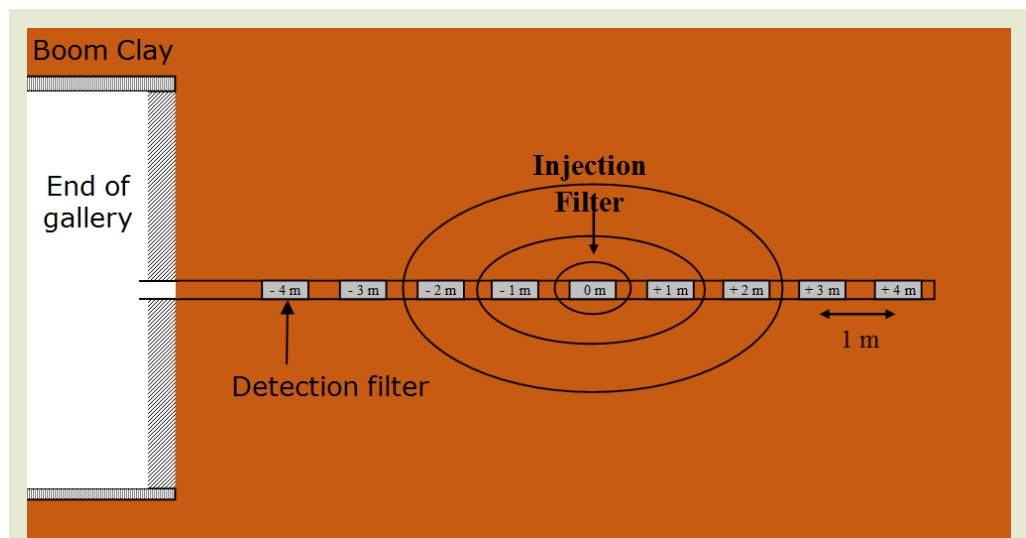 Boom Clay
End of
gallery
Injection
Filter
- 4 m
- 3 m
- 2 m
- 1 m
0 m
+ 1 m
+ 2 m
+ 3 m
+ 4 m
1 m
Detection filter